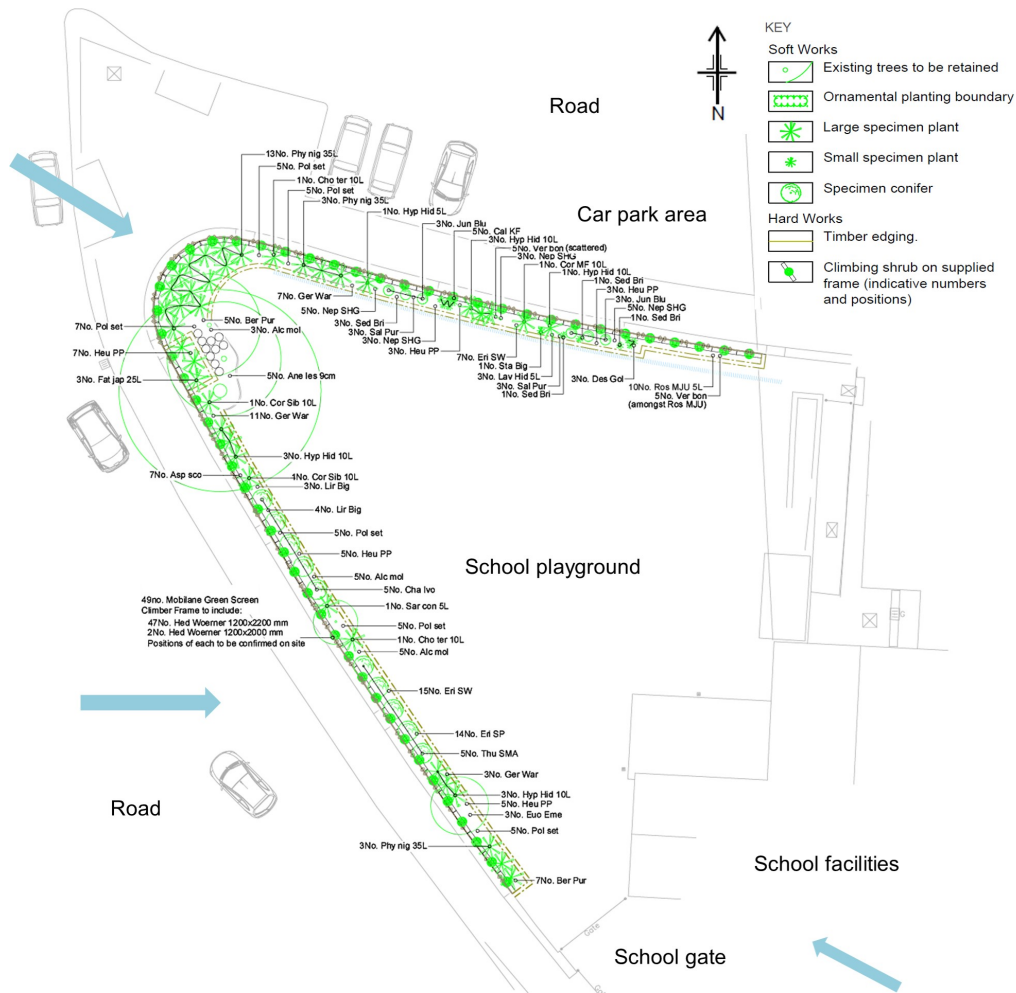 KEY
Soft Works
Existing trees to be retained
Ornamental planting boundary
Large specimen plant
Small specimen plant
Specimen conifer
Hard Works
Timber edging.
Climbing shrub on supplied
frame (indicative numbers
and positions)
N
Road
Car park area
13No. Phy nig 35L
5No. Pol set
1No. Cho ter 10L
5No. Pol set
3No. Phy nig 35L
1No. Hyp Hid 5L
3No. Jun Blu
5No. Cal KF
3No. Hyp Hid 10L
5No. Ver bon (scattered)
3No. Nep SHG
1No. Cor MF 10L
1No. Hyp Hid 10L
1No. Sed Bri
3No. Heu PP
3No. Jun Blu
5No. Nep SHG
1No. Sed Bri
7No. Ger War
5No. Nep SHG
3No. Sed Bri
3No. Sal Pur
3No. Nep SHG
3No. Heu PP
7No. Eri SW
1No. Sta Big
3No. Lav Hid 5L
3No. Sal Pur
1No. Sed Bri
3No. Des Gol
10No. Ros MJU 5L
5No. Ver bon
(amongst Ros MJU)
7No. Pol set
5No. Ber Pur
3No. Alc mol
7No. Heu PP
3No. Fat jap 25L
5No. Ane les 9cm
1No. Cor Sib 10L
11No. Ger War
3No. Hyp Hid 10L
7No. Asp sco
1No. Cor Sib 10L
3No. Lir Big
4No. Lir Big
5No. Pol set
5No. Heu PP
School playground
5No. Alc mol
5No. Cha Ivo
49no. Mobilane Green Screen
Climber Frame to include:
47No. Hed Woerner 1200x2200 mm
2No. Hed Woerner 1200x2000 mm
Positions of each to be confirmed on site
1No. Sar con 5L
5No. Pol set
1No. Cho ter 10L
5No. Alc mol
15No. Eri SW
14No. Eri SP
5No. Thu SMA
3No. Ger War
3No. Hyp Hid 10L
5No. Heu PP
3No. Euo Eme
5No. Pol set
3No. Phy nig 35L
7No. Ber Pur
Road
School facilities
Gate
School gate